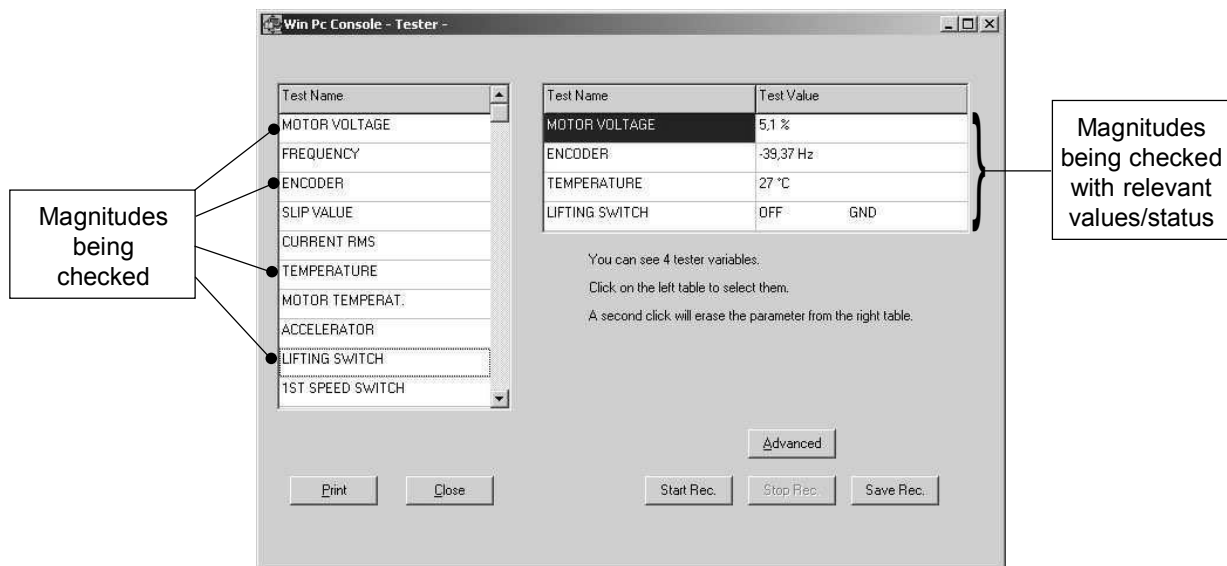 Win Pc Console - Tester -
Magnitudes
being
checked
Test Name
MOTOR VOLTAGE
FREQUENCY
ENCODER
SLIP VALUE
CURRENT RMS
TEMPERATURE
MOTOR TEMPERAT.
ACCELERATOR
LIFTING SWITCH
1ST SPEED SWITCH
Test Name Test Value
MOTOR VOLTAGE 5,1 %
ENCODER -39,37 Hz
TEMPERATURE 27 °C
LIFTING SWITCH OFF GND
Magnitudes
being checked
with relevant
values/status
You can see 4 tester variables.
Click on the left table to select them.
A second click will erase the parameter from the right table.
Advanced
Print Close Start Rec. Stop Rec. Save Rec.